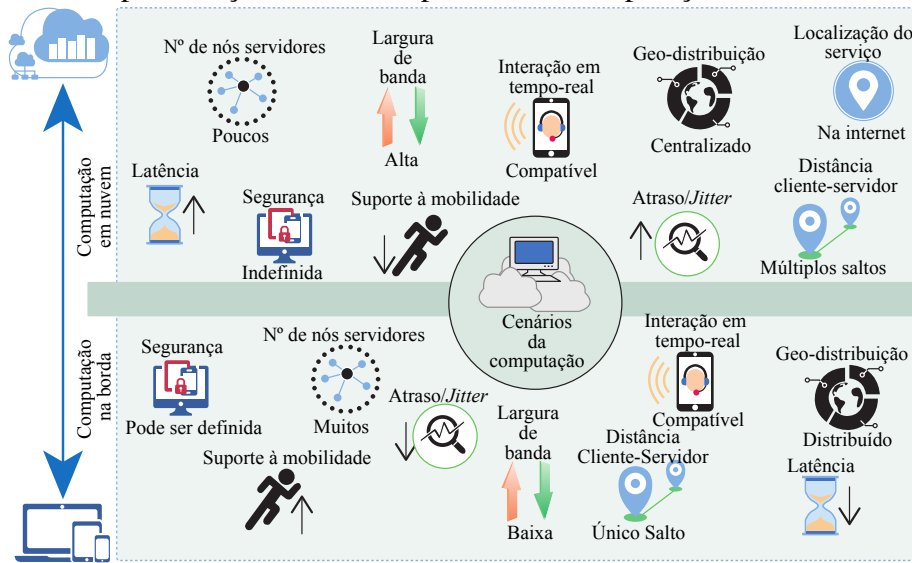 Nº de nós servidores
Poucos
Largura
de
banda
Alta
Interação em
tempo-real
Compatível
Geo-distribuição
Centralizado
Localização do
serviço
Na internet
Computação
em nuvem
Latência
Segurança
Indefinida
Suporte à mobilidade
Atraso/Jitter
Distância
cliente-servidor
Múltiplos saltos
Cenários
da
computação
Computação
na borda
Segurança
Pode ser definida
Nº de nós servidores
Muitos
Atraso/Jitter
Suporte à mobilidade
Largura
de
banda
Baixa
Interação em
tempo-real
Compatível
Distância
Cliente-Servidor
Único Salto
Geo-distribuição
Distribuído
Latência